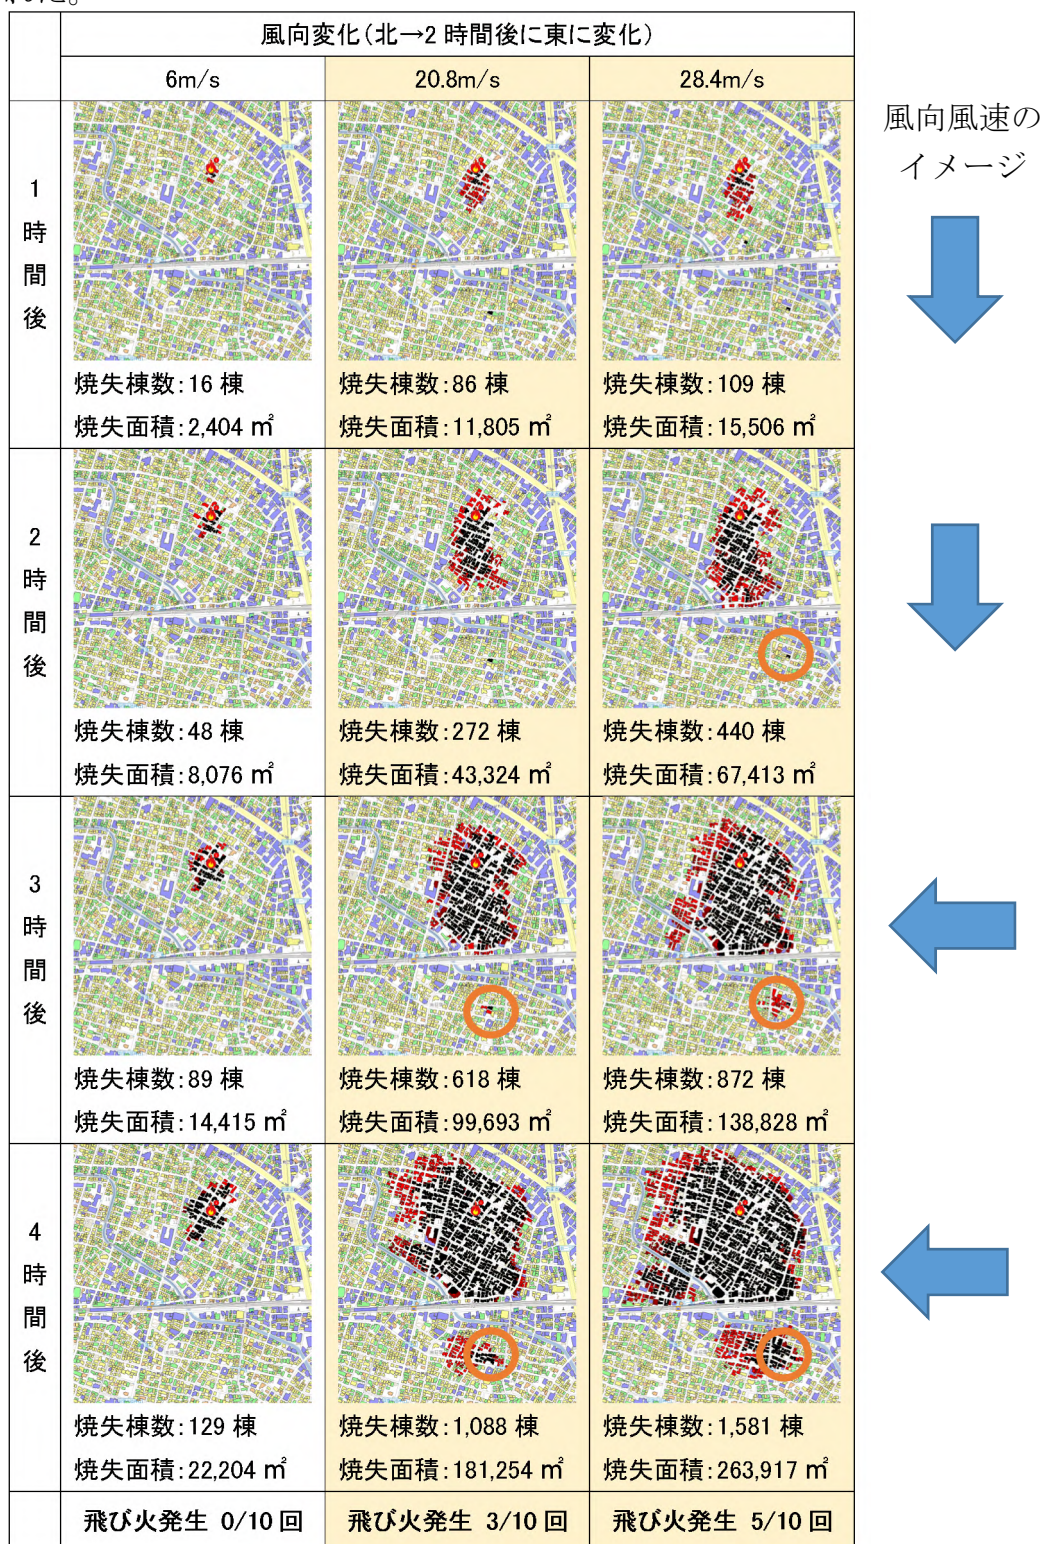 風向変化（北→2 時間後に東に変化）
6m/s
20.8m/s
28.4m/s
風向風速の
イメージ
1時間後
焼失棟数：16 棟
焼失面積：2,404 ㎡
焼失棟数：86 棟
焼失面積：11,805 ㎡
焼失棟数：109 棟
焼失面積：15,506 ㎡
2時間後
焼失棟数：48 棟
焼失面積：8,076 ㎡
焼失棟数：272 棟
焼失面積：43,324 ㎡
焼失棟数：440 棟
焼失面積：67,413 ㎡
3時間後
焼失棟数：89 棟
焼失面積：14,415 ㎡
焼失棟数：618 棟
焼失面積：99,693 ㎡
焼失棟数：872 棟
焼失面積：138,828 ㎡
4時間後
焼失棟数：129 棟
焼失面積：22,204 ㎡
焼失棟数：1,088 棟
焼失面積：181,254 ㎡
焼失棟数：1,581 棟
焼失面積：263,917 ㎡
飛び火発生 0/10 回
飛び火発生 3/10 回
飛び火発生 5/10 回